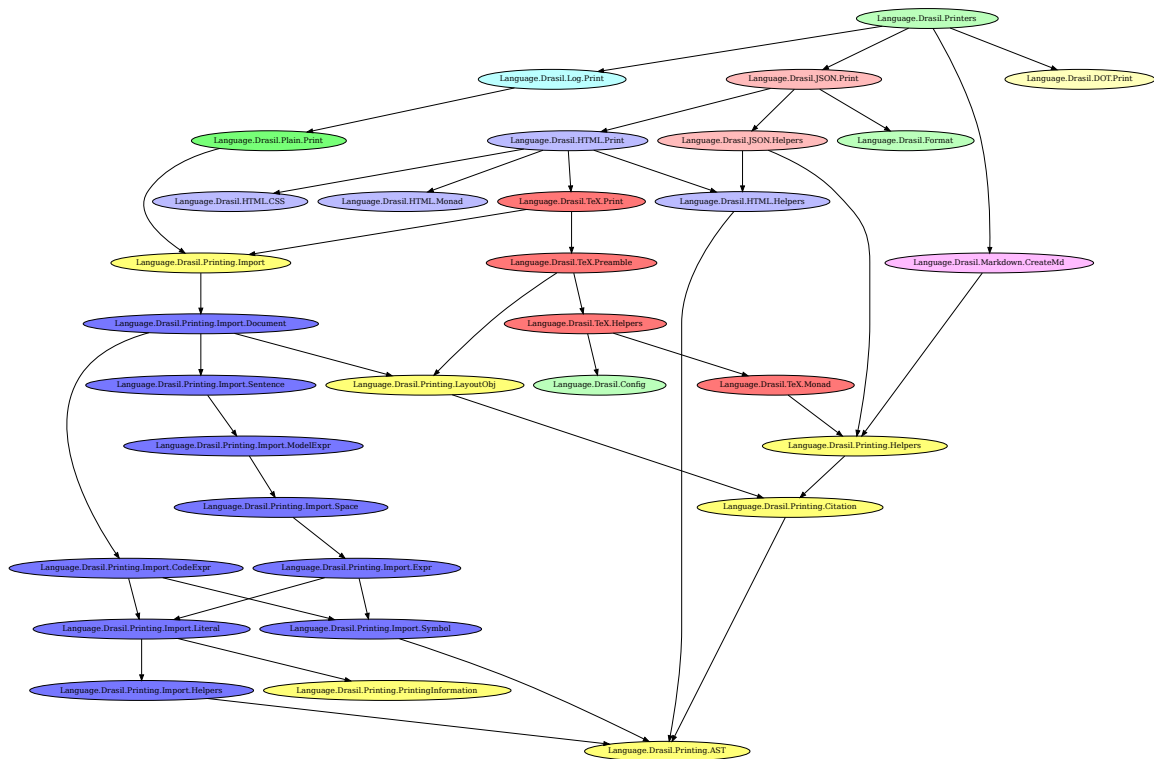 Language.Drasil.Printers
Language.Drasil.Log.Print
Language.Drasil.JSON.Print
Language.Drasil.DOT.Print
Language.Drasil.Plain.Print
Language.Drasil.HTML.Print
Language.Drasil.JSON.Helpers
Language.Drasil.Format
Language.Drasil.HTML.CSS
Language.Drasil.HTML.Monad
Language.Drasil.TeX.Print
Language.Drasil.HTML.Helpers
Language.Drasil.Printing.Import
Language.Drasil.TeX.Preamble
Language.Drasil.Markdown.CreateMd
Language.Drasil.Printing.Import.Document
Language.Drasil.TeX.Helpers
Language.Drasil.Printing.Import.Sentence
Language.Drasil.Printing.LayoutObj
Language.Drasil.Config
Language.Drasil.TeX.Monad
Language.Drasil.Printing.Import.ModelExpr
Language.Drasil.Printing.Helpers
Language.Drasil.Printing.Import.Space
Language.Drasil.Printing.Citation
Language.Drasil.Printing.Import.CodeExpr
Language.Drasil.Printing.Import.Expr
Language.Drasil.Printing.Import.Literal
Language.Drasil.Printing.Import.Symbol
Language.Drasil.Printing.Import.Helpers
Language.Drasil.Printing.PrintingInformation
Language.Drasil.Printing.AST